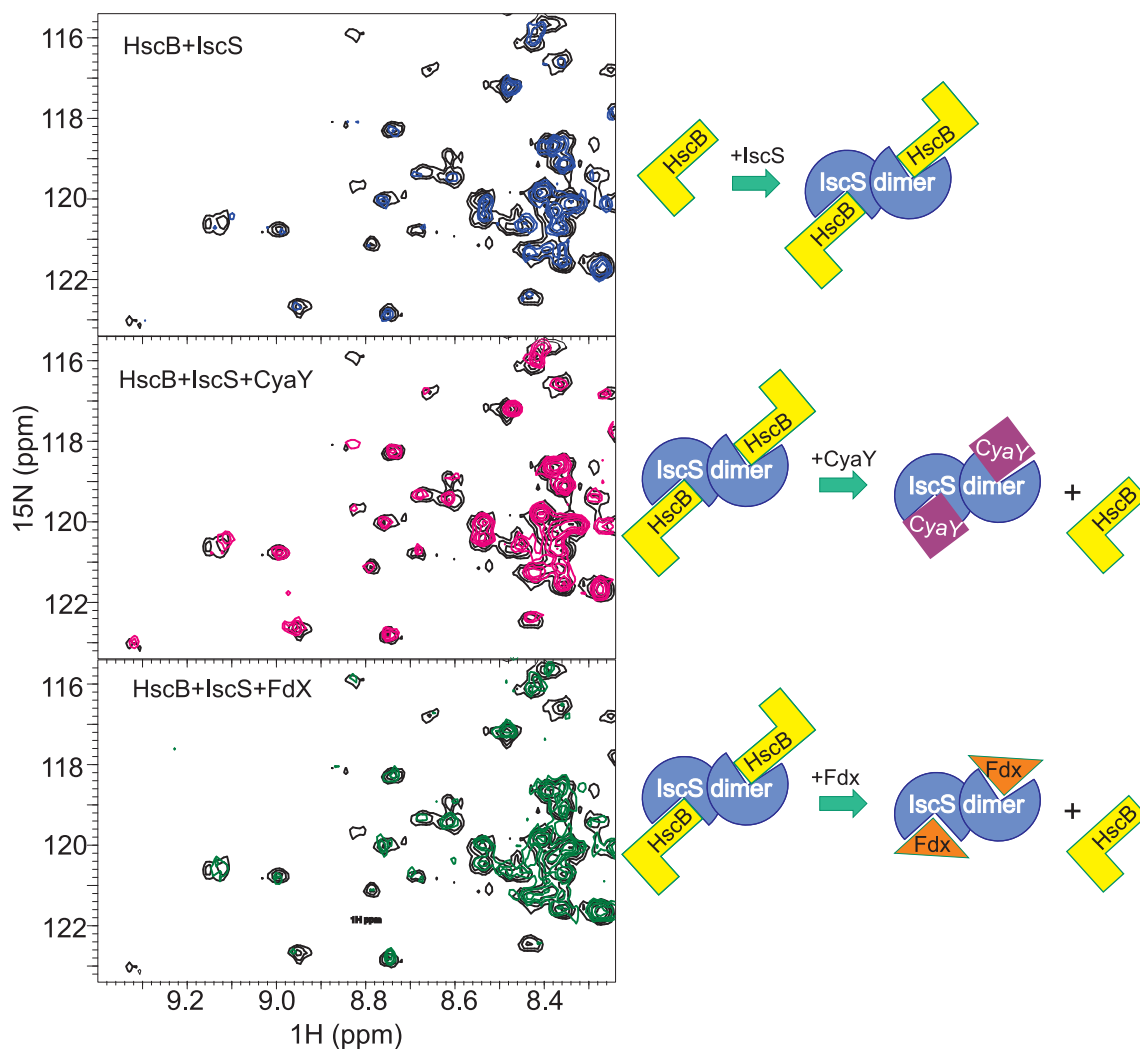 116
118
120
122
HscB+IscS
HscB
+IscS
IscS dimer
HscB
HscB
116
118
120
122
HscB+IscS+CyaY
15N (ppm)
IscS dimer
HscB
HscB
+CyaY
IscS dimer
CyaY
CyaY
+
HscB
116
118
120
122
HscB+IscS+FdX
1H ppm
IscS dimer
HscB
HscB
+Fdx
IscS dimer
Fdx
Fdx
+
HscB
9.2 9.0 8.8 8.6 8.4
1H (ppm)